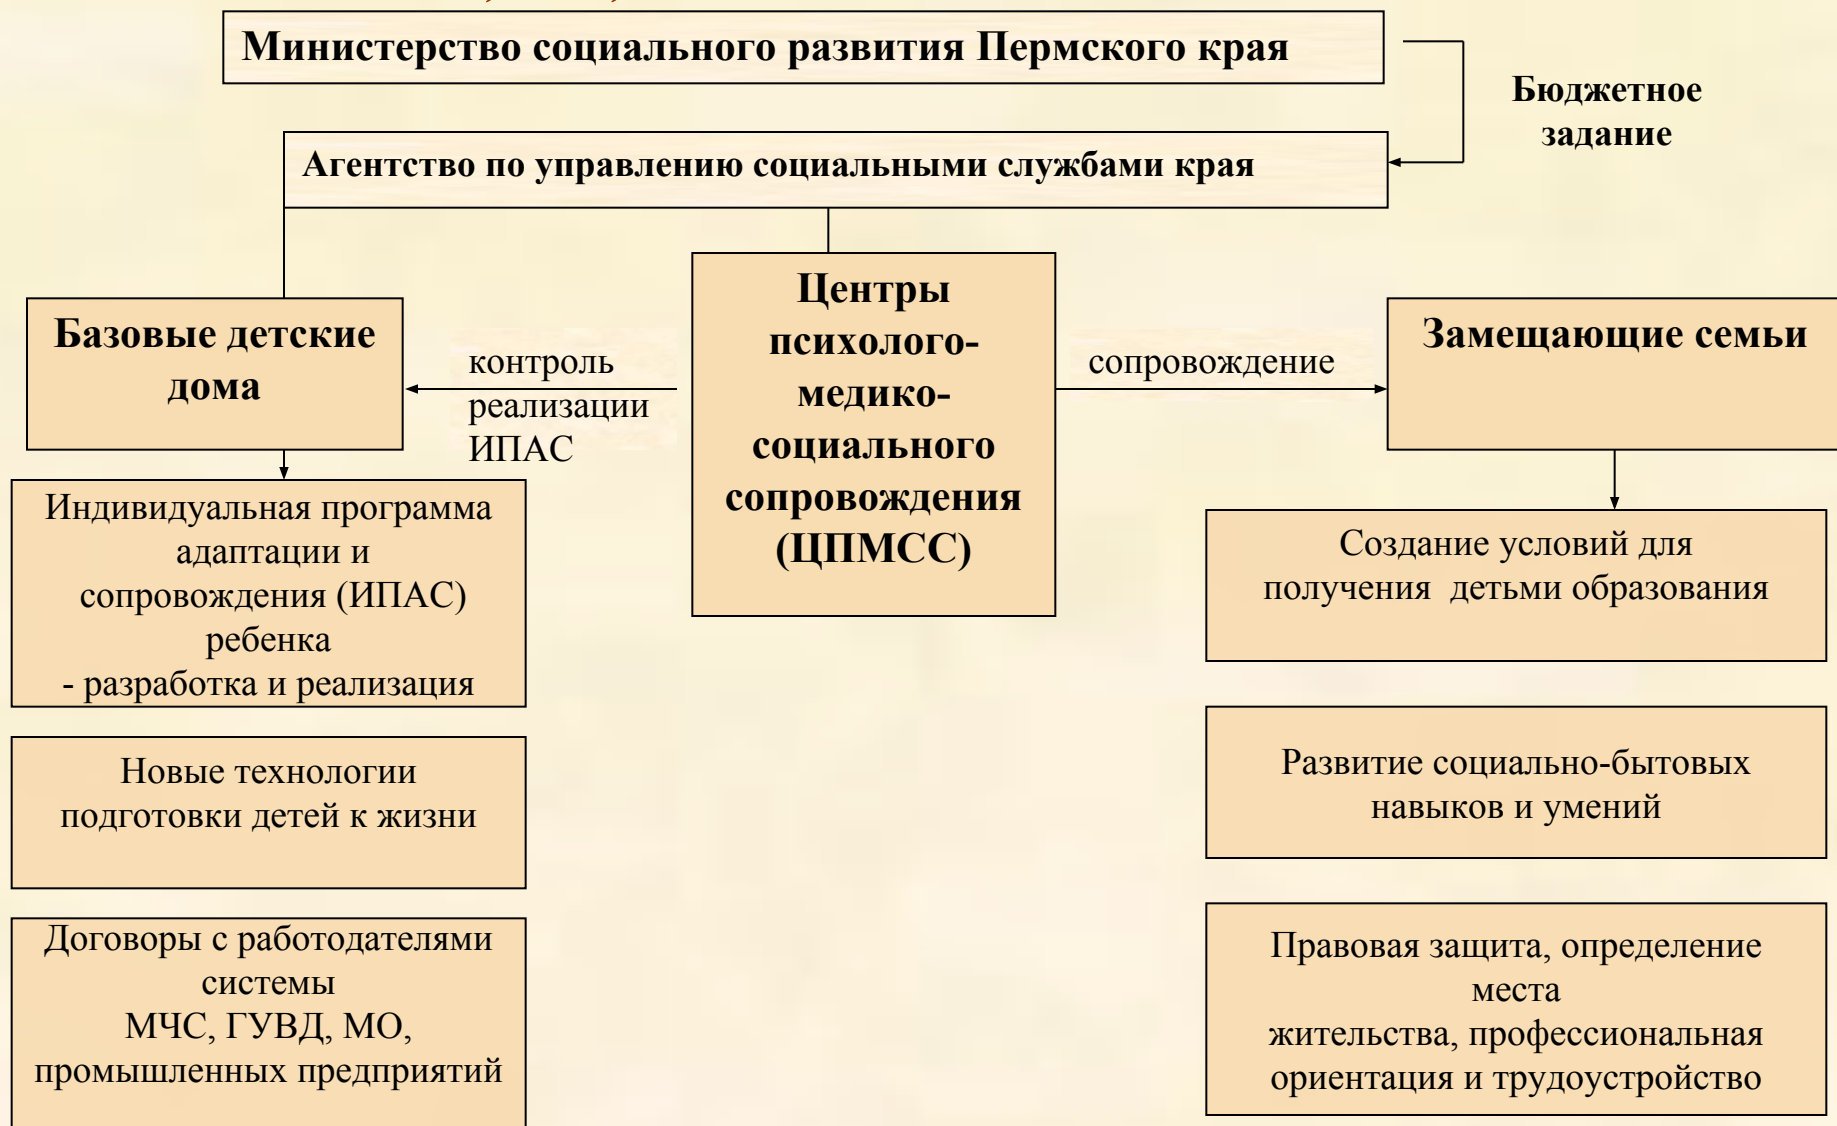 Министерство социального развития Пермского края
Бюджетное
задание
Агентство по управлению социальными службами края
Базовые детские
дома
контроль
реализации
ИПАС
Центры
психолого-
медико-
социального
сопровождения
(ЦПМСС)
сопровождение
Замещающие семьи
Индивидуальная программа
адаптации и
сопровождения (ИПАС)
ребенка
- разработка и реализация
Новые технологии
подготовки детей к жизни
Договоры с работодателями
системы
МЧС, ГУВД, МО,
промышленных предприятий
Создание условий для
получения детьми образования
Развитие социально-бытовых
навыков и умений
Правовая защита, определение
места
жительства, профессиональная
ориентация и трудоустройство